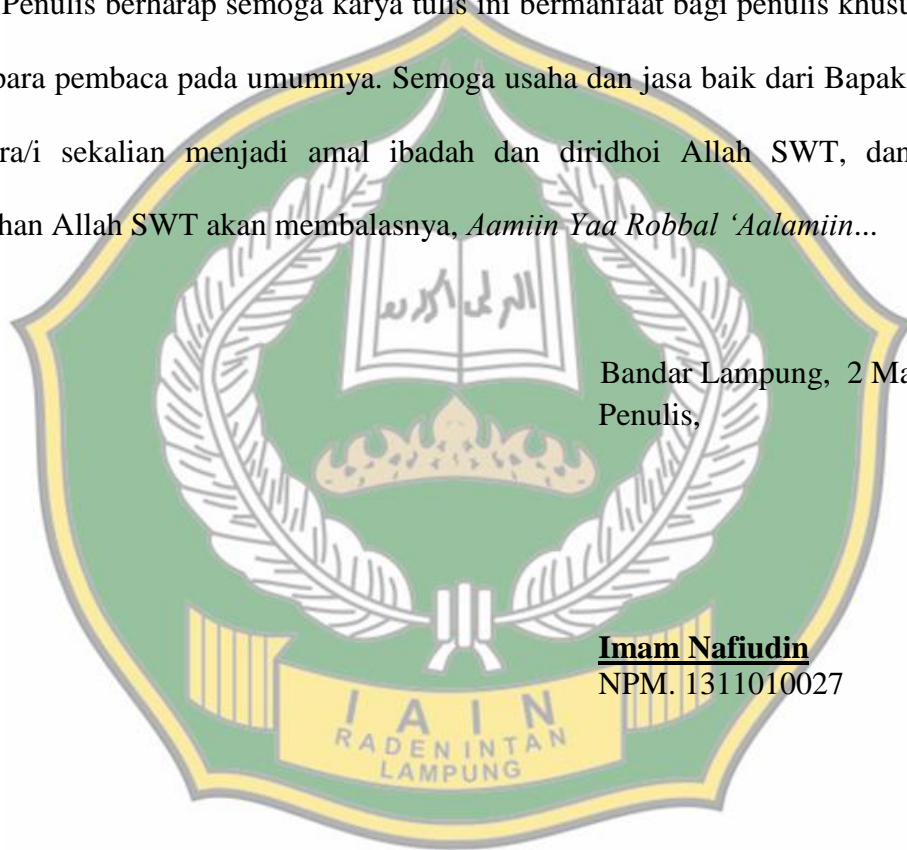 Penulis berharap semoga karya tulis ini bermanfaat bagi penulis khusu
para pembaca pada umumnya. Semoga usaha dan jasa baik dari Bapak
ra/i sekalian menjadi amal ibadah dan diridhoi Allah SWT, dan
han Allah SWT akan membalasnya, Aamiin Yaa Robbal ‘Aalamiin...
Bandar Lampung, 2 Ma
Penulis,
Imam Nafiudin
NPM. 1311010027
I A I N
RADEN INTAN
LAMPUNG